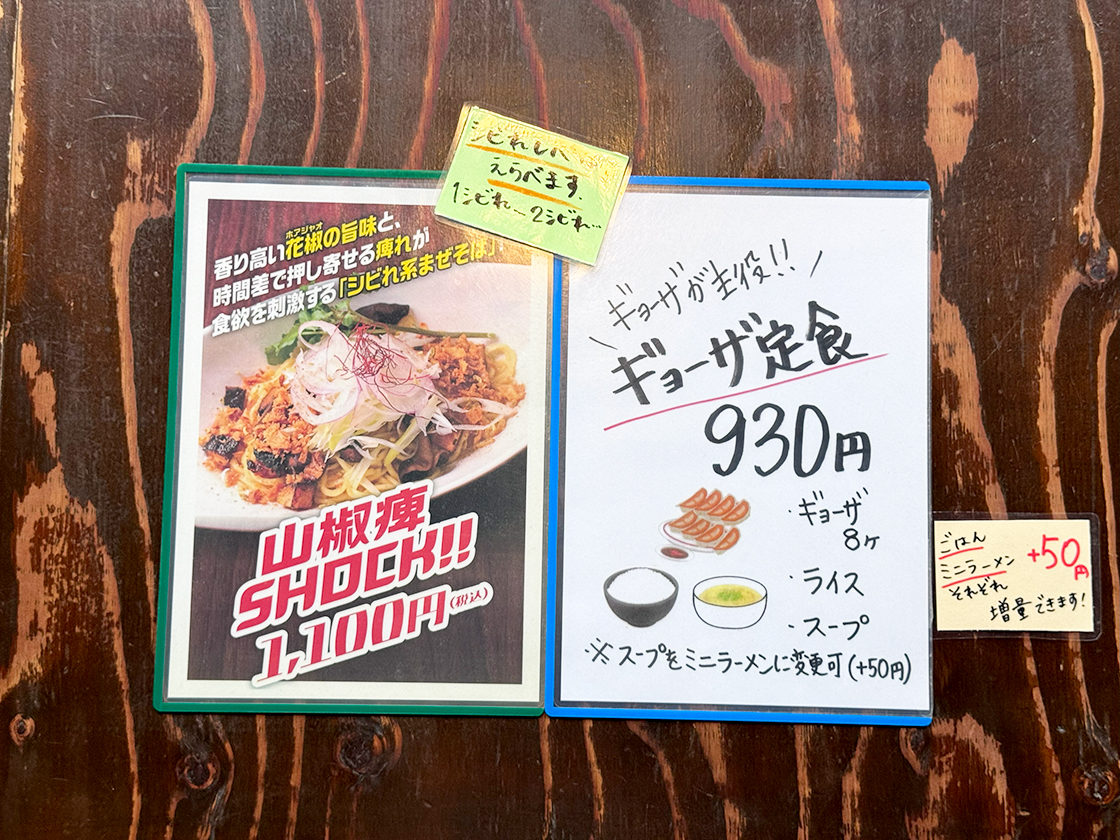 シビれレベルは
えらべます.
1シビれ〜2シビれ
香り高い花椒の旨味と、
ホアジャオ
時間差で押し寄せる痺れが
食欲を刺激する「シビれ系まぜそば」!
山椒痺
SHOCK!!
1,100円(税込)
ギョーザが主役!!
ギョーザ定食
930円
・ギョーザ
8ヶ
・ライス
・スープ
※スープをミニラーメンに変更可(+50円)
ごはん
ミニラーメン
+50円
それぞれ
増量できます!